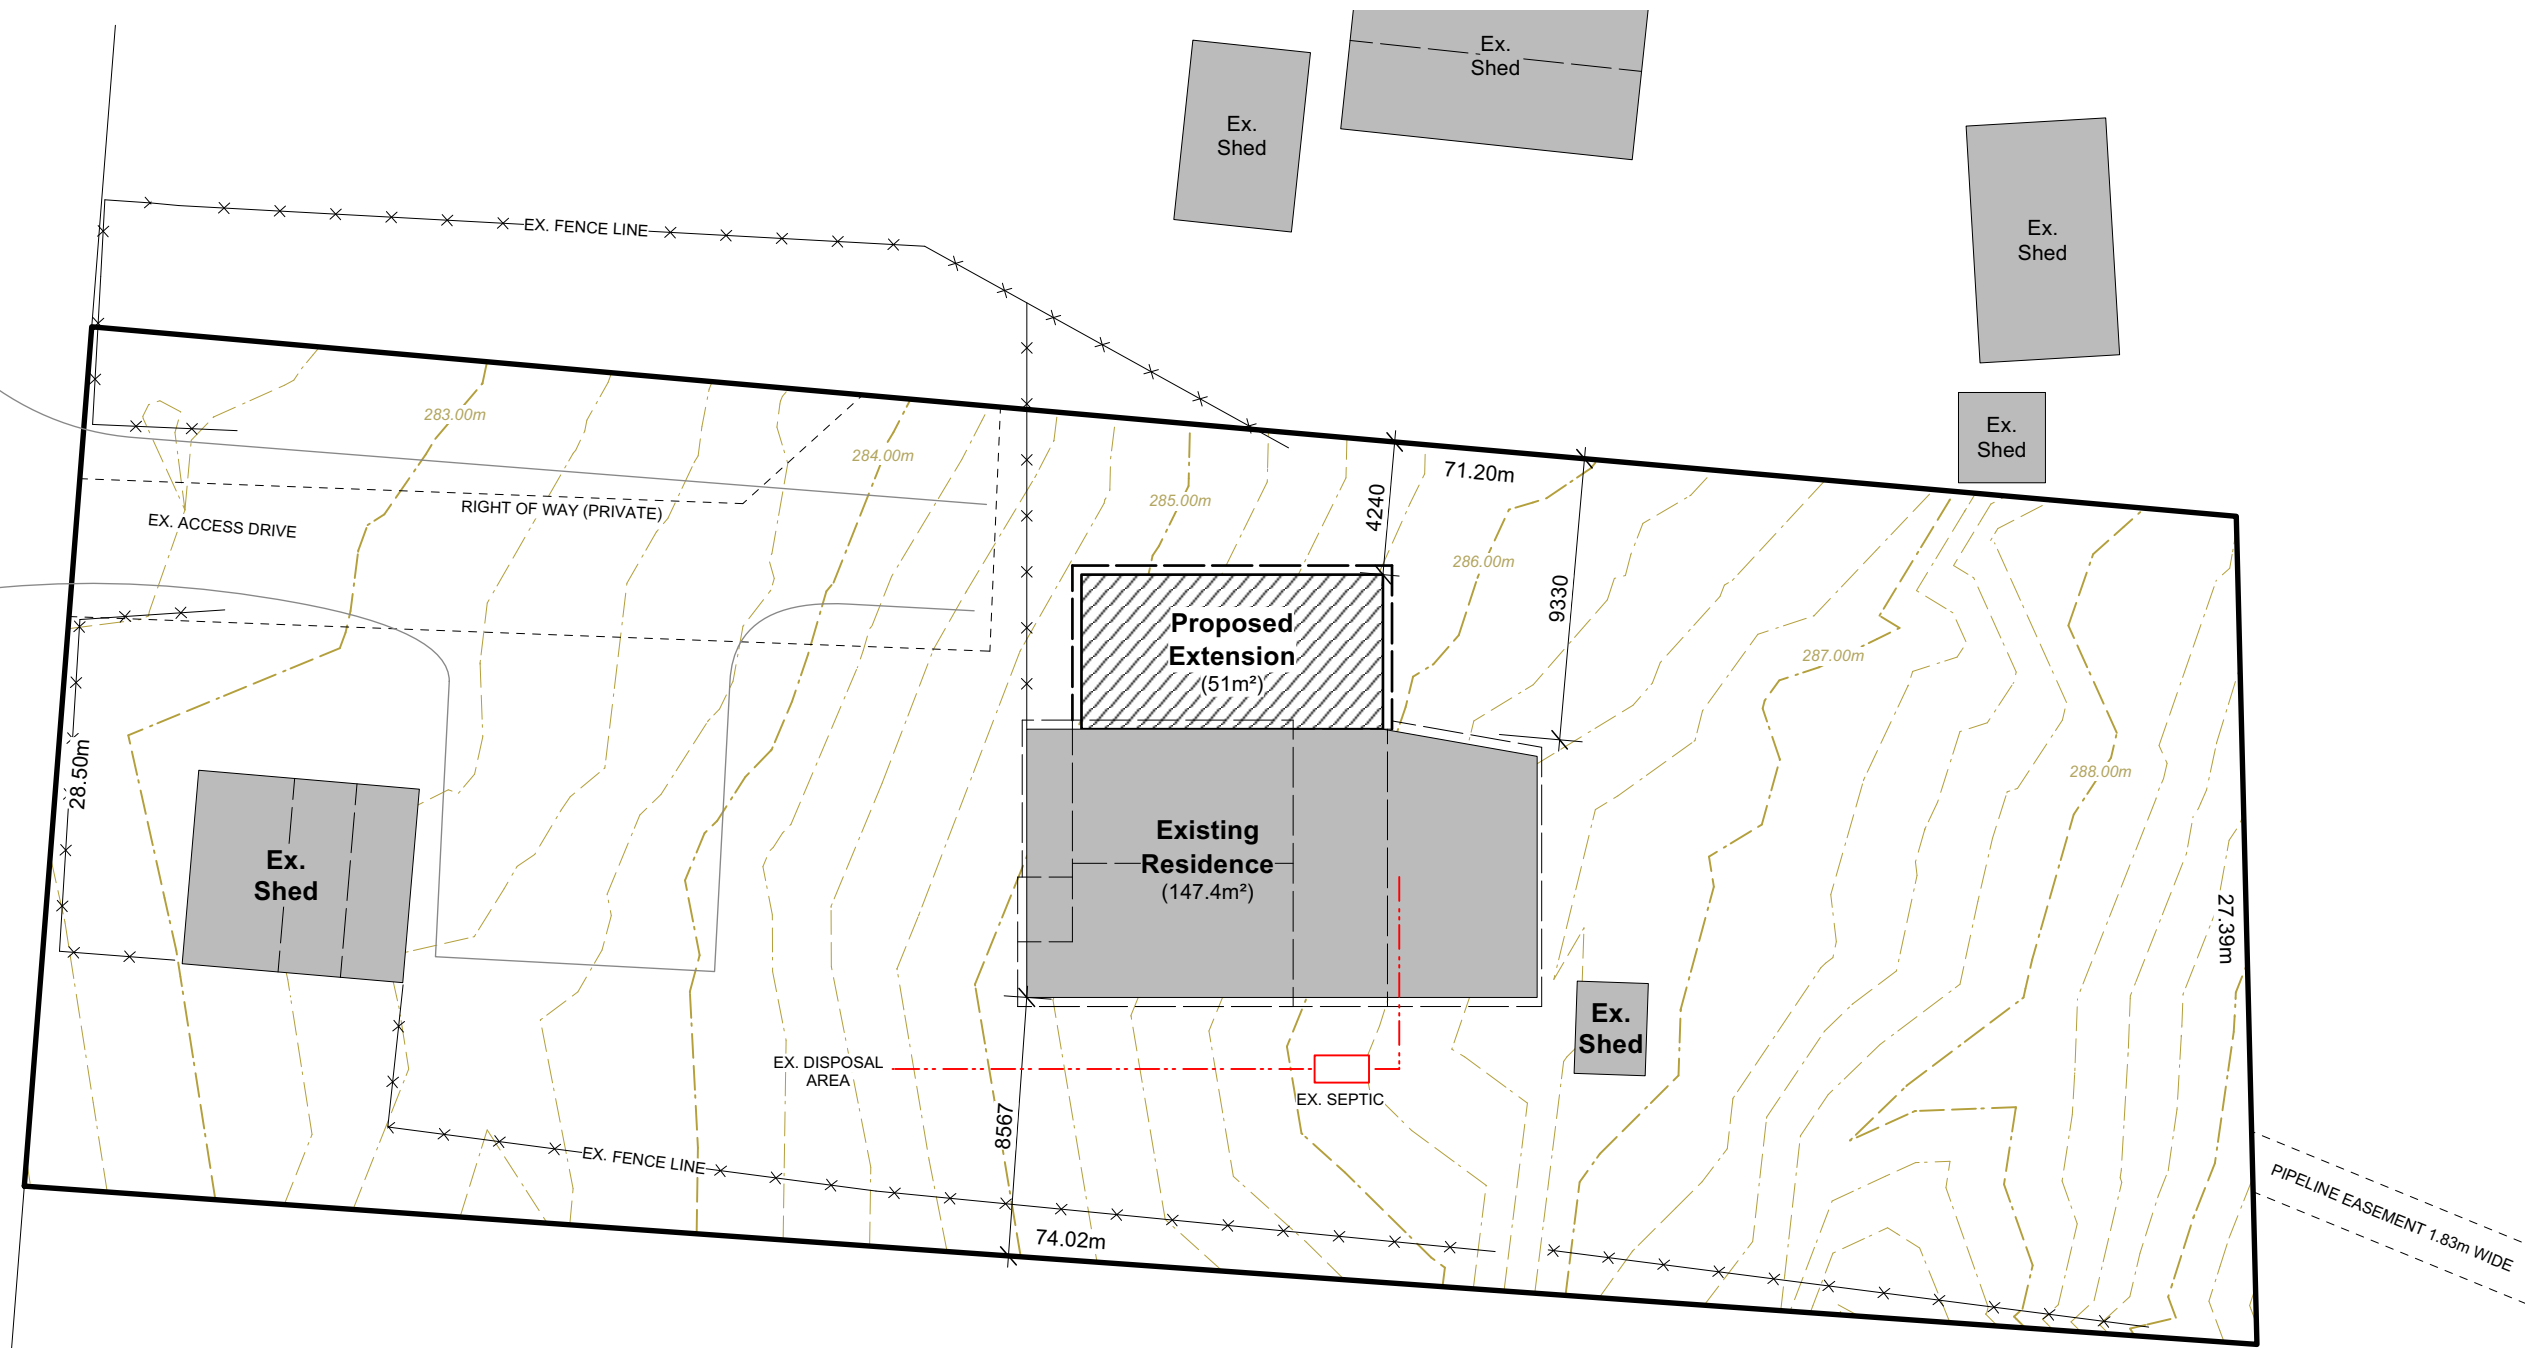 Ex.
Shed
Ex.
Shed
Ex.
Shed
EX. FENCE LINE
Ex.
Shed
283.00m
284.00m
285.00m
71.20m
4240
RIGHT OF WAY (PRIVATE)
EX. ACCESS DRIVE
286.00m
9330
Proposed
Extension
(51m²)
287.00m
288.00m
28.50m
Ex.
Shed
Existing
Residence
(147.4m²)
27.39m
Ex.
Shed
EX. DISPOSAL
AREA
EX. SEPTIC
8567
EX. FENCE LINE
74.02m
PIPELINE EASEMENT 1.83m WIDE